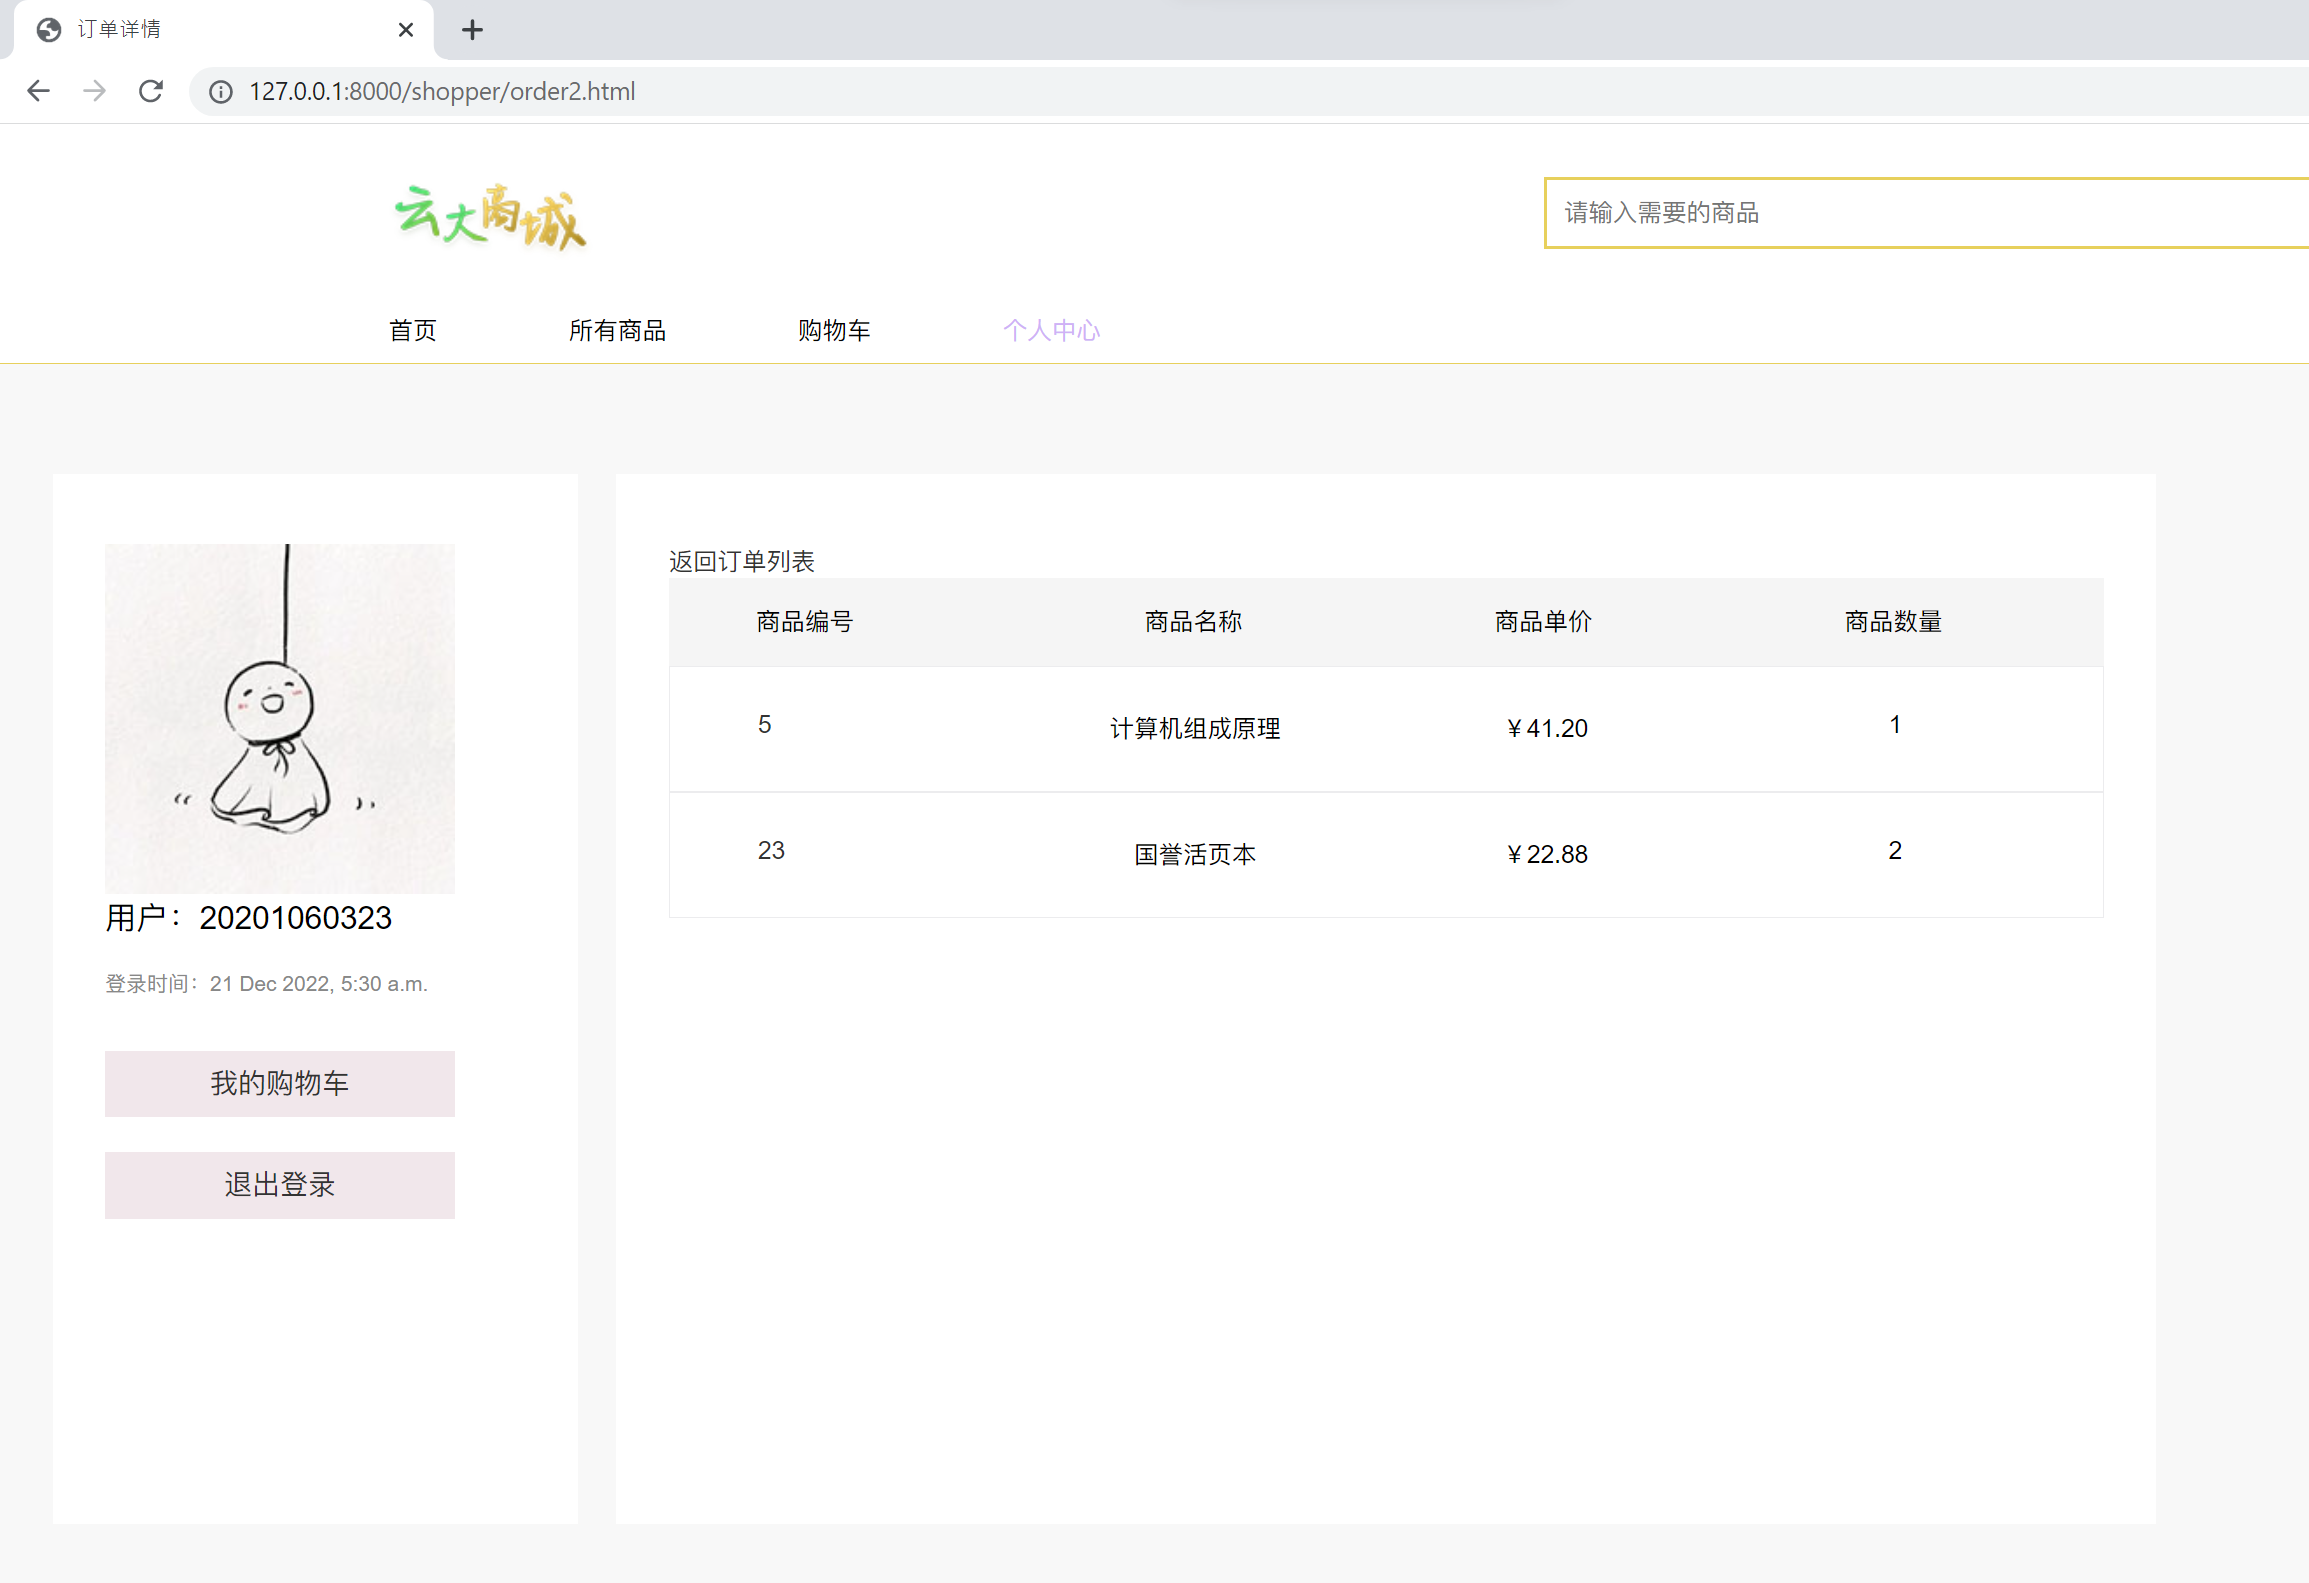 订单详情
127.0.0.1:8000/shopper/order2.html
云大商城
请输入需要的商品
首页 所有商品 购物车 个人中心
返回订单列表
商品编号 商品名称 商品单价 商品数量
5 计算机组成原理 ¥41.20 1
23 国誉活页本 ¥22.88 2
用户：20201060323
登录时间：21 Dec 2022, 5:30 a.m.
我的购物车
退出登录